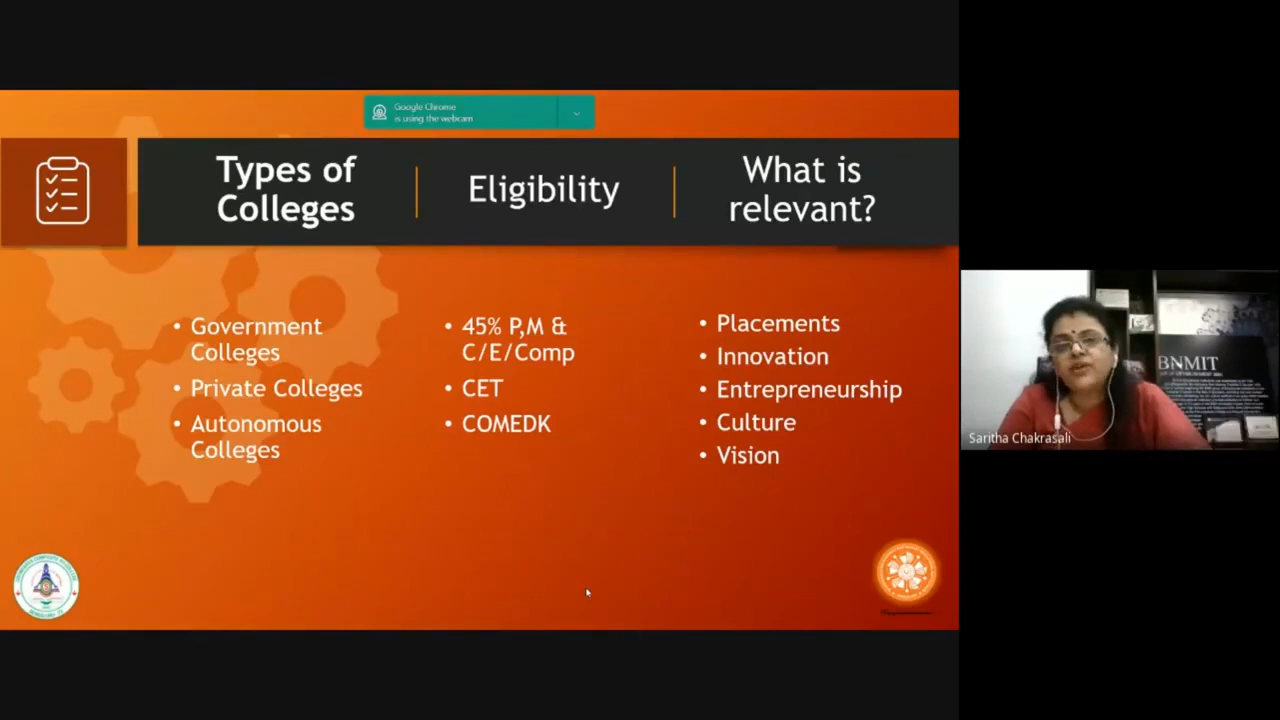 Google Chrome
is using the webcam
Types of
Colleges
Eligibility
What is
relevant?
• Government
Colleges
• Private Colleges
• Autonomous
Colleges
• 45% P,M &
C/E/Comp
• CET
• COMEDK
• Placements
• Innovation
• Entrepreneurship
• Culture
• Vision
BNMIT
Saritha Chakrasali